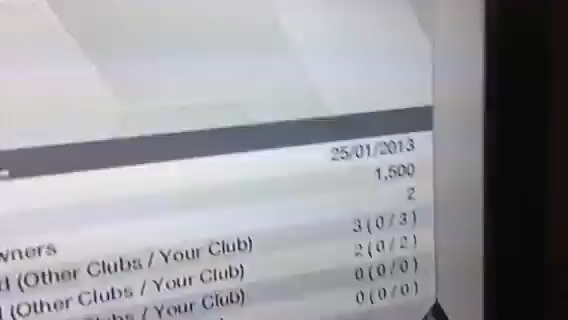 25/01/2013
1,500
2
wners 3 (0 / 3)
(Other Clubs / Your Club) 2 (0 / 2)
(Other Clubs / Your Club) 0 (0 / 0)
Clubs / Your Club) 0 (0 / 0)